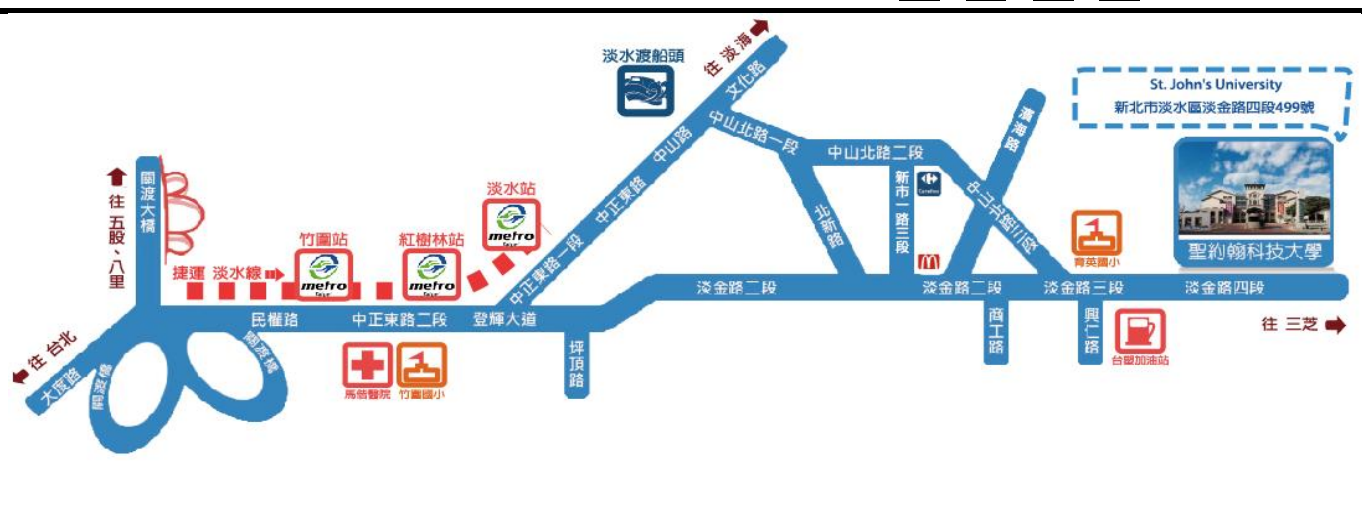 淡水渡船頭
往 淡海
文化路
中山路
中正東路
中正東路一段
中山北路一段
中山北路二段
中山北路三段
濱海路
St. John's University
新北市淡水區淡金路四段499號
聖約翰科技大學
往 五股、八里
關渡大橋
捷運 淡水線
竹圍站
metro
Taipei
紅樹林站
metro
Taipei
淡水站
metro
Taipei
北新路
新市一路三段
Carrefour
育英國小
淡金路二段
淡金路二段
淡金路三段
淡金路四段
往 三芝
民權路
中正東路二段
登輝大道
坪頂路
商工路
興仁路
台塑加油站
馬偕醫院
竹圍國小
往 台北
大度路
關渡橋
關渡橋